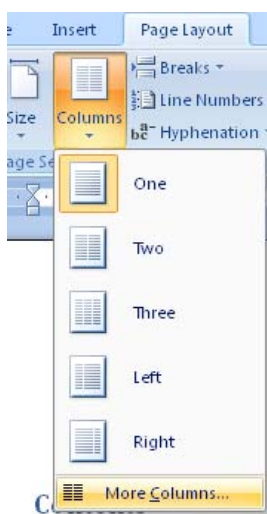 Insert Page Layout
Breaks
Size Columns Line Numbers
Hyphenation
One
Two
Three
Left
Right
More Columns...